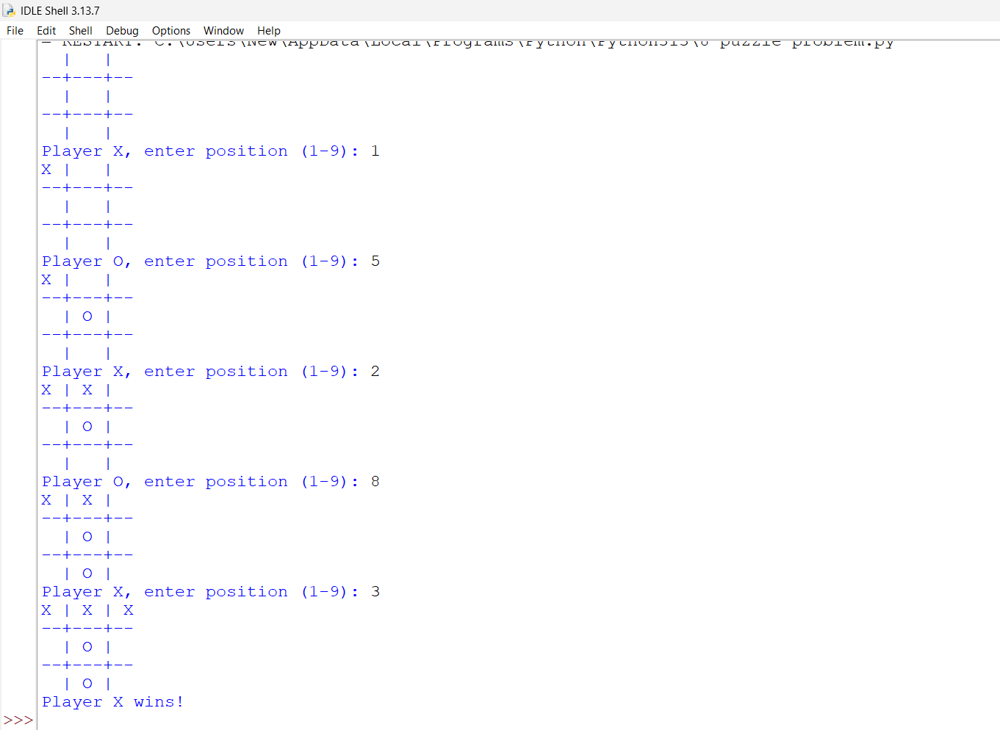 IDLE Shell 3.13.7
File Edit Shell Debug Options Window Help
= RESTART: C:\Users\New\AppData\Local\Programs\Python\Python313\8 puzzle problem.py
  |   |
--+---+--
  |   |
--+---+--
  |   |
Player X, enter position (1-9): 1
X |   |
--+---+--
  |   |
--+---+--
  |   |
Player O, enter position (1-9): 5
X |   |
--+---+--
  | O |
--+---+--
  |   |
Player X, enter position (1-9): 2
X | X |
--+---+--
  | O |
--+---+--
  |   |
Player O, enter position (1-9): 8
X | X |
--+---+--
  | O |
--+---+--
  | O |
Player X, enter position (1-9): 3
X | X | X
--+---+--
  | O |
--+---+--
  | O |
Player X wins!
>>>